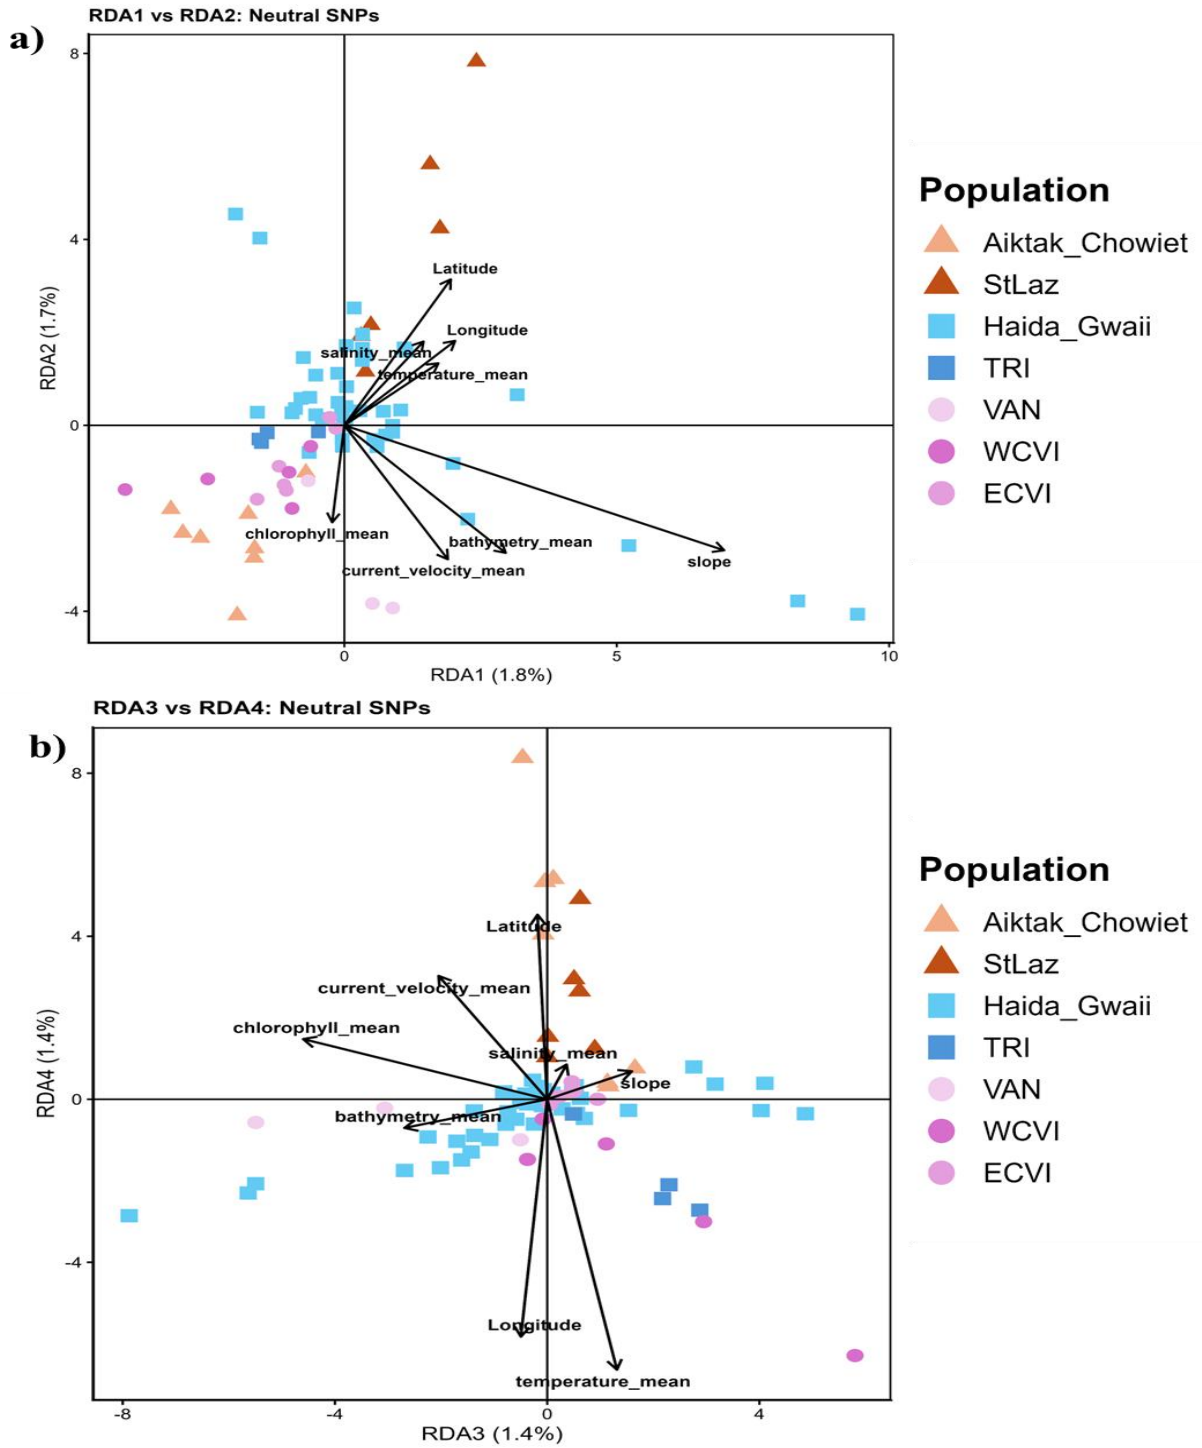 RDA1 vs RDA2: Neutral SNPs
a)
8
4
0
-4
RDA2 (1.7%)
Latitude
Longitude
salinity_mean
temperature_mean
chlorophyll_mean
bathymetry_mean
current_velocity_mean
slope
0
5
10
RDA1 (1.8%)
Population
Aiktak_Chowiet
StLaz
Haida_Gwaii
TRI
VAN
WCVI
ECVI
RDA3 vs RDA4: Neutral SNPs
b)
8
4
0
-4
RDA4 (1.4%)
Latitude
current_velocity_mean
chlorophyll_mean
salinity_mean
slope
bathymetry_mean
Longitude
temperature_mean
-8
-4
0
4
RDA3 (1.4%)
Population
Aiktak_Chowiet
StLaz
Haida_Gwaii
TRI
VAN
WCVI
ECVI